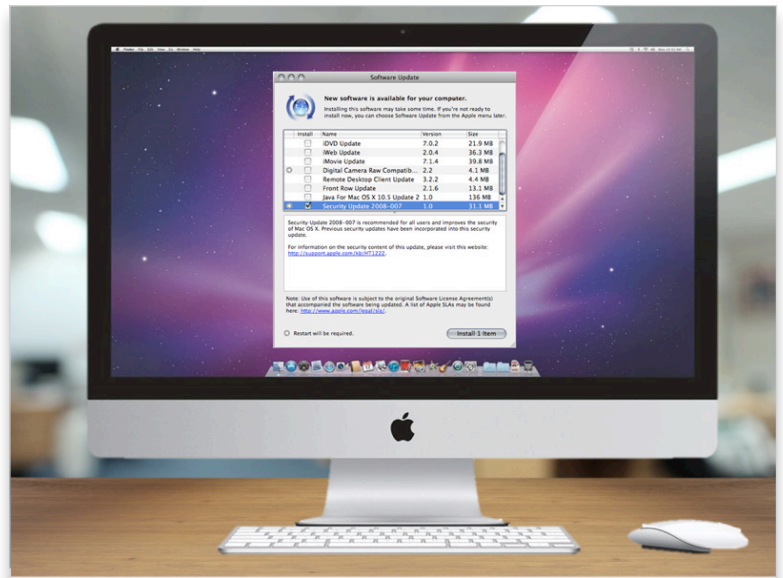 Finder File Edit View Go Window Help
Software Update
New software is available for your computer.
Installing this software may take some time. If you're not ready to
install now, you can choose Software Update from the Apple menu later.
Install Name Version Size
iDVD Update 7.0.2 21.9 MB
iWeb Update 2.0.4 36.3 MB
iMovie Update 7.1.4 39.8 MB
Digital Camera Raw Compatib... 2.2 4.1 MB
Remote Desktop Client Update 3.2.2 4.4 MB
Front Row Update 2.1.6 13.1 MB
Java For Mac OS X 10.5 Update 2 1.0 136 MB
Security Update 2008-007 1.0 31.1 MB
Security Update 2008-007 is recommended for all users and improves the security
of Mac OS X. Previous security updates have been incorporated into this security
update.
For information on the security content of this update, please visit this website:
http://support.apple.com/kb/HT1222.
Note: Use of this software is subject to the original Software License Agreement(s)
that accompanied the software being updated. A list of Apple SLAs may be found
here: http://www.apple.com/legal/sla/.
Restart will be required.
Install 1 Item